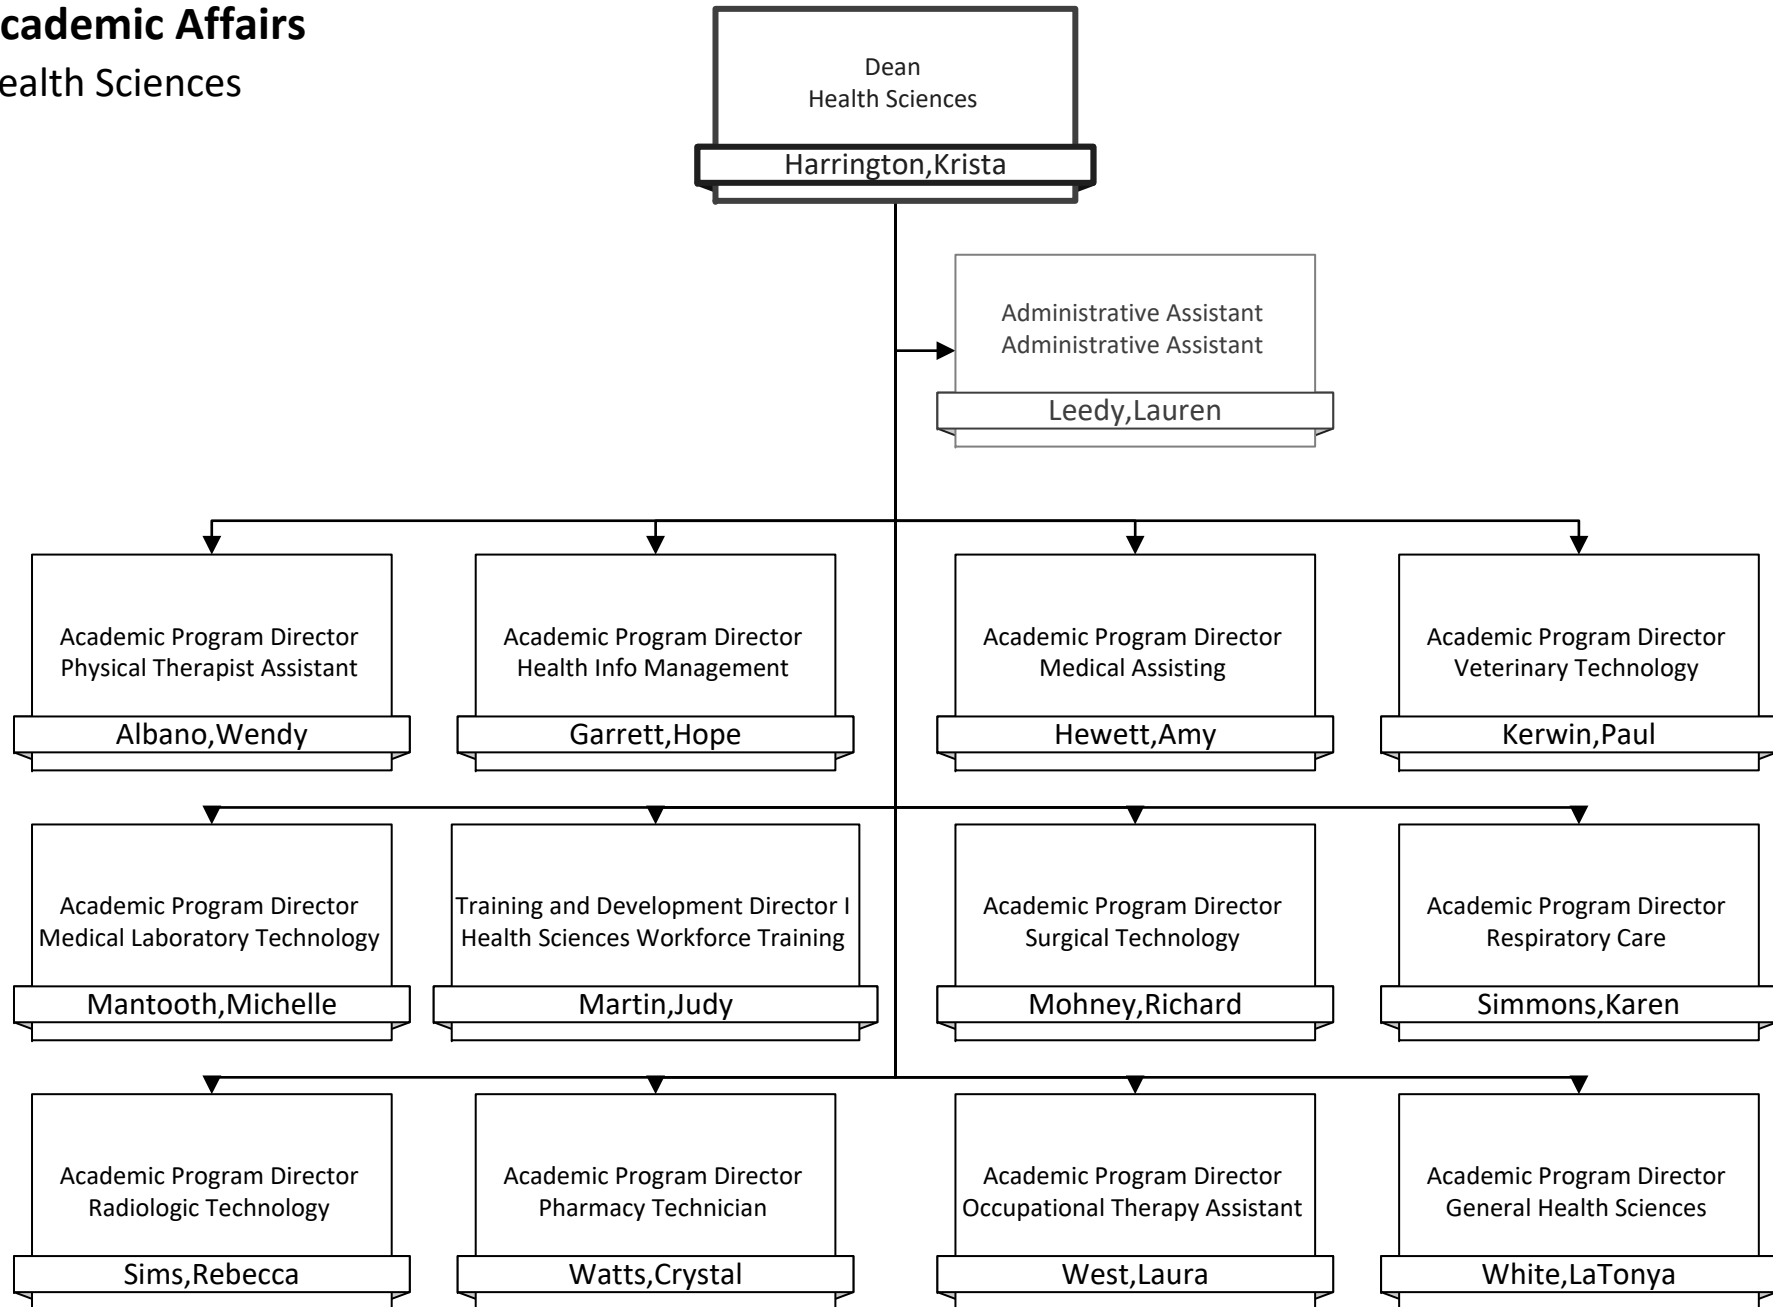 cademic Affairs
ealth Sciences
Dean
Health Sciences
Harrington,Krista
Administrative Assistant
Administrative Assistant
Leedy,Lauren
Academic Program Director
Physical Therapist Assistant
Albano,Wendy
Academic Program Director
Health Info Management
Garrett,Hope
Academic Program Director
Medical Assisting
Hewett,Amy
Academic Program Director
Veterinary Technology
Kerwin,Paul
Academic Program Director
Medical Laboratory Technology
Mantooth,Michelle
Training and Development Director I
Health Sciences Workforce Training
Martin,Judy
Academic Program Director
Surgical Technology
Mohney,Richard
Academic Program Director
Respiratory Care
Simmons,Karen
Academic Program Director
Radiologic Technology
Sims,Rebecca
Academic Program Director
Pharmacy Technician
Watts,Crystal
Academic Program Director
Occupational Therapy Assistant
West,Laura
Academic Program Director
General Health Sciences
White,LaTonya